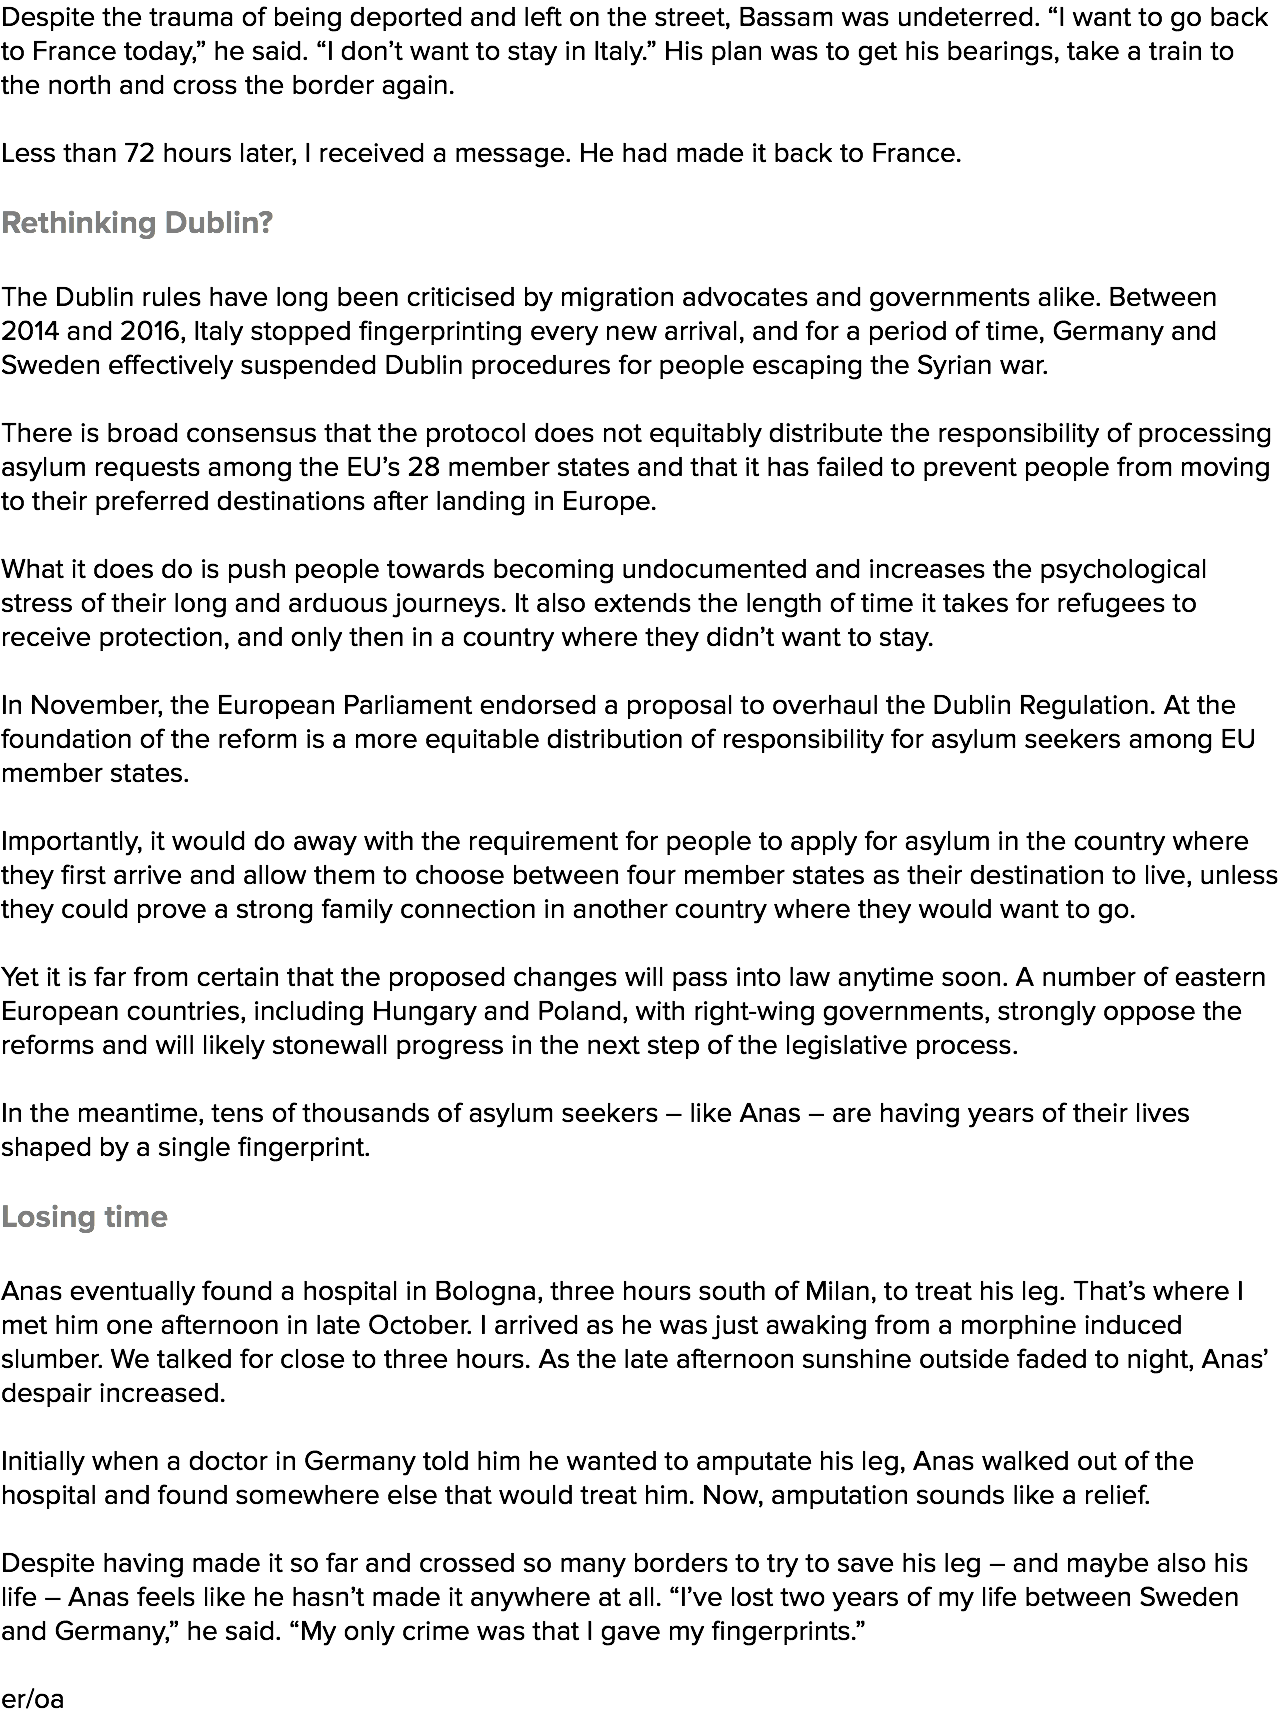 Despite the trauma of being deported and left on the street, Bassam was undeterred. “I want to go back
to France today,” he said. “I don’t want to stay in Italy.” His plan was to get his bearings, take a train to
the north and cross the border again.
Less than 72 hours later, I received a message. He had made it back to France.
Rethinking Dublin?
The Dublin rules have long been criticised by migration advocates and governments alike. Between
2014 and 2016, Italy stopped fingerprinting every new arrival, and for a period of time, Germany and
Sweden effectively suspended Dublin procedures for people escaping the Syrian war.
There is broad consensus that the protocol does not equitably distribute the responsibility of processing
asylum requests among the EU’s 28 member states and that it has failed to prevent people from moving
to their preferred destinations after landing in Europe.
What it does do is push people towards becoming undocumented and increases the psychological
stress of their long and arduous journeys. It also extends the length of time it takes for refugees to
receive protection, and only then in a country where they didn’t want to stay.
In November, the European Parliament endorsed a proposal to overhaul the Dublin Regulation. At the
foundation of the reform is a more equitable distribution of responsibility for asylum seekers among EU
member states.
Importantly, it would do away with the requirement for people to apply for asylum in the country where
they first arrive and allow them to choose between four member states as their destination to live, unless
they could prove a strong family connection in another country where they would want to go.
Yet it is far from certain that the proposed changes will pass into law anytime soon. A number of eastern
European countries, including Hungary and Poland, with right-wing governments, strongly oppose the
reforms and will likely stonewall progress in the next step of the legislative process.
In the meantime, tens of thousands of asylum seekers – like Anas – are having years of their lives
shaped by a single fingerprint.
Losing time
Anas eventually found a hospital in Bologna, three hours south of Milan, to treat his leg. That’s where I
met him one afternoon in late October. I arrived as he was just awaking from a morphine induced
slumber. We talked for close to three hours. As the late afternoon sunshine outside faded to night, Anas’
despair increased.
Initially when a doctor in Germany told him he wanted to amputate his leg, Anas walked out of the
hospital and found somewhere else that would treat him. Now, amputation sounds like a relief.
Despite having made it so far and crossed so many borders to try to save his leg – and maybe also his
life – Anas feels like he hasn’t made it anywhere at all. “I’ve lost two years of my life between Sweden
and Germany,” he said. “My only crime was that I gave my fingerprints.”
er/oa